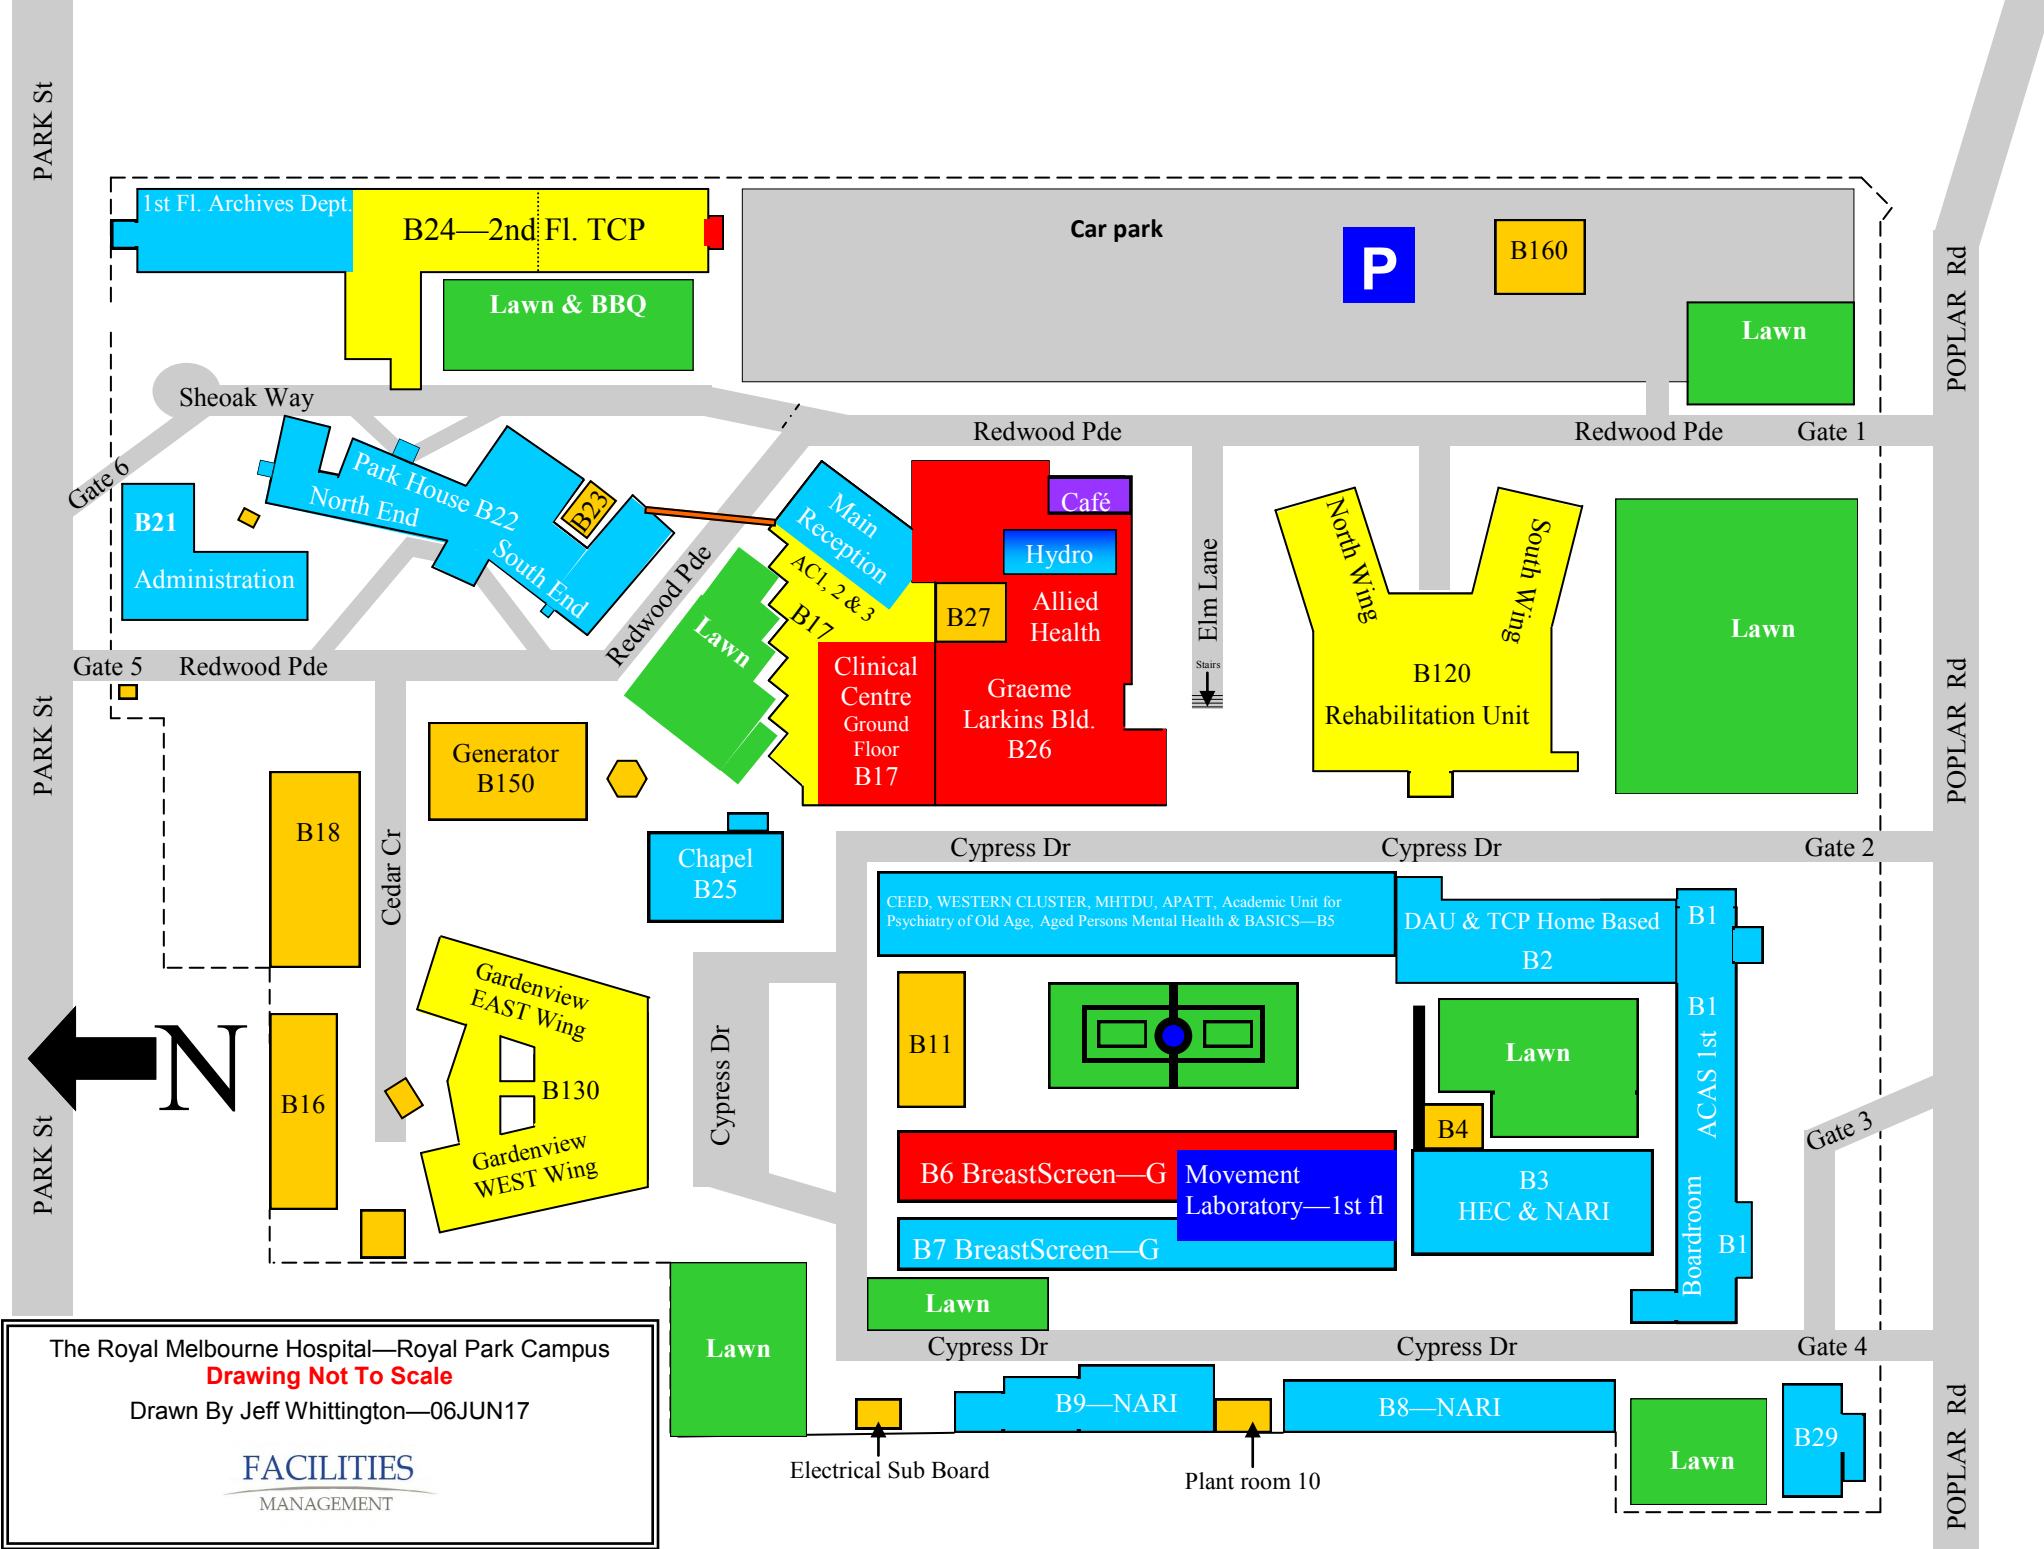 PARK St
1st Fl. Archives Dept.
B24—2nd Fl. TCP
Lawn & BBQ
Car park
P
B160
Lawn
POPLAR Rd
Sheoak Way
Redwood Pde
Redwood Pde
Gate 1
Gate 6
B21
Administration
Park House B22
North End
South End
B23
Redwood Pde
Main
Reception
AC1, 2 & 3
B17
Lawn
Café
Hydro
Allied
Health
B27
Clinical
Centre
Ground
Floor
B17
Graeme
Larkins Bld.
B26
Elm Lane
Stairs
North Wing
South Wing
B120
Rehabilitation Unit
Lawn
POPLAR Rd
Gate 5
Redwood Pde
PARK St
Generator
B150
B18
Cedar Cr
Chapel
B25
Cypress Dr
Cypress Dr
Gate 2
CEED, WESTERN CLUSTER, MHTDU, APATT, Academic Unit for
Psychiatry of Old Age, Aged Persons Mental Health & BASICS—B5
DAU & TCP Home Based
B2
B1
B1
ACAS 1st
Boardroom
B1
Gardenview
EAST Wing
B130
Gardenview
WEST Wing
N
B16
PARK St
Cypress Dr
B11
Lawn
B4
Gate 3
B6 BreastScreen—G
Movement
Laboratory—1st fl
B7 BreastScreen—G
B3
HEC & NARI
Lawn
Lawn
Cypress Dr
Cypress Dr
Gate 4
B9—NARI
B8—NARI
B29
Lawn
POPLAR Rd
Electrical Sub Board
Plant room 10
The Royal Melbourne Hospital—Royal Park Campus
Drawing Not To Scale
Drawn By Jeff Whittington—06JUN17
FACILITIES
MANAGEMENT